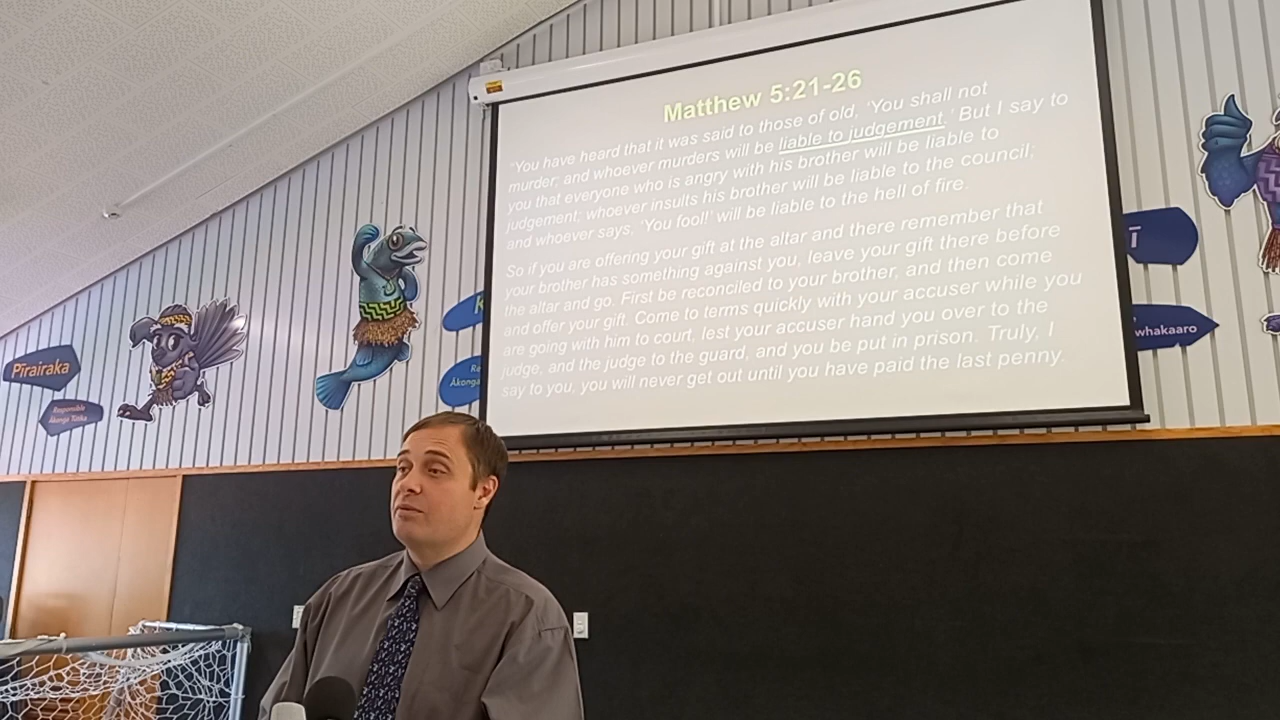 Matthew 5:21-26
"You have heard that it was said to those of old, 'You shall not
murder; and whoever murders will be liable to judgement.' But I say to
you that everyone who is angry with his brother will be liable to
judgement; whoever insults his brother will be liable to the council;
and whoever says, 'You fool!' will be liable to the hell of fire.
So if you are offering your gift at the altar and there remember that
your brother has something against you, leave your gift there before
the altar and go. First be reconciled to your brother, and then come
and offer your gift. Come to terms quickly with your accuser while you
are going with him to court, lest your accuser hand you over to the
judge, and the judge to the guard, and you be put in prison. Truly, I
say to you, you will never get out until you have paid the last penny.
Pīrairaka
Responsible
Ākonga Tūtika
K
Re
Ākonga
ī
whakaaro